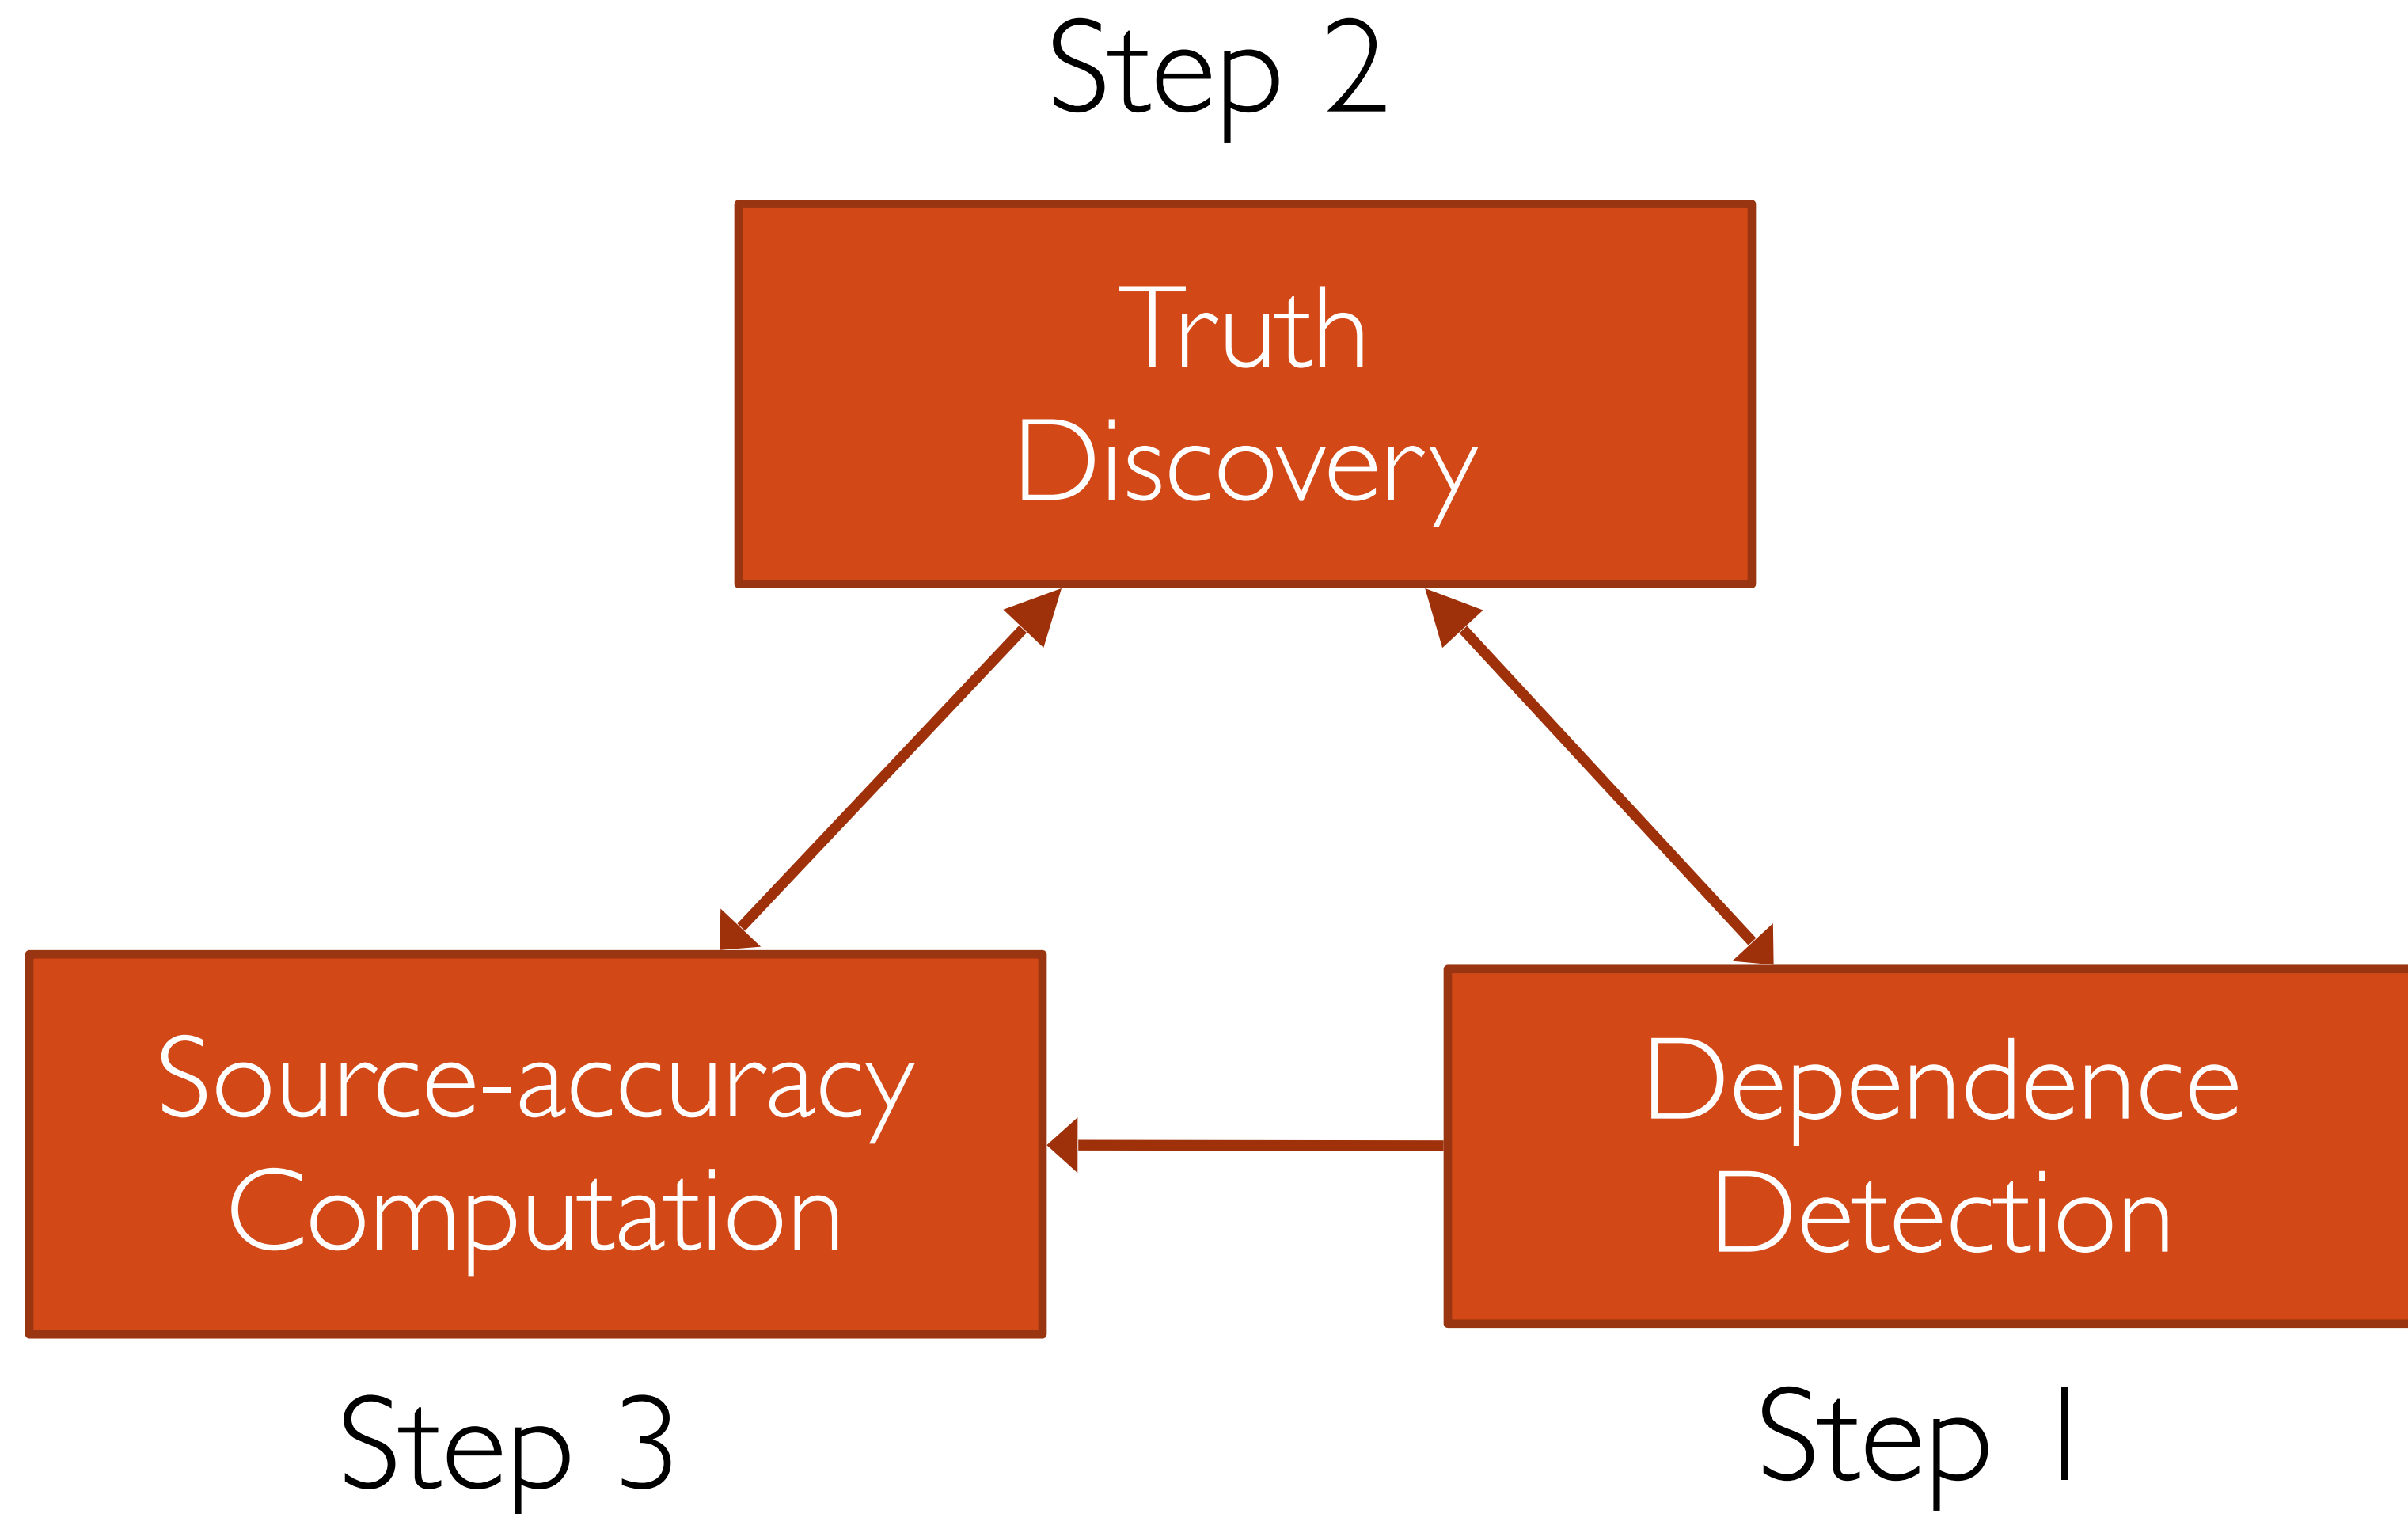 Step 2
Truth
Discovery
Source-accuracy
Computation
Dependence
Detection
Step 3
Step 1